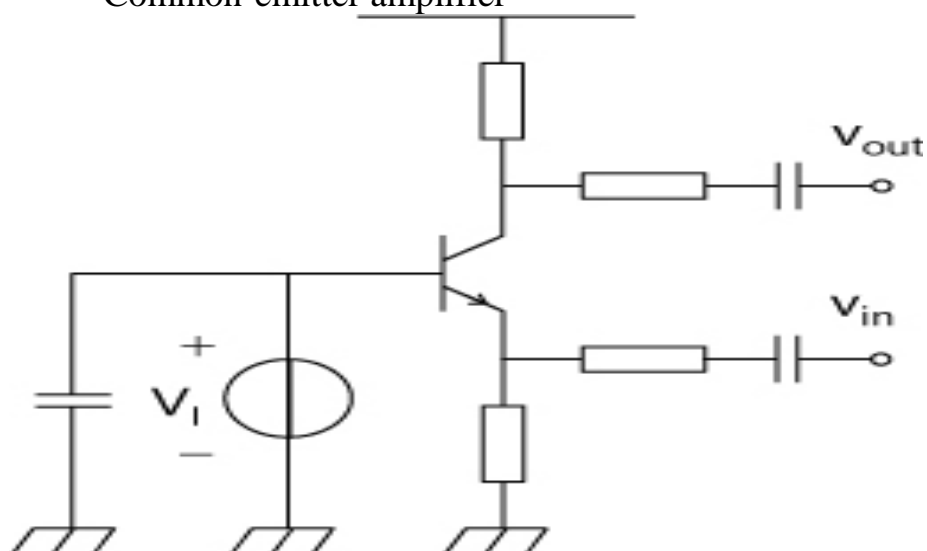 Common-emitter amplifier
Vout
Vin
+
VI
−